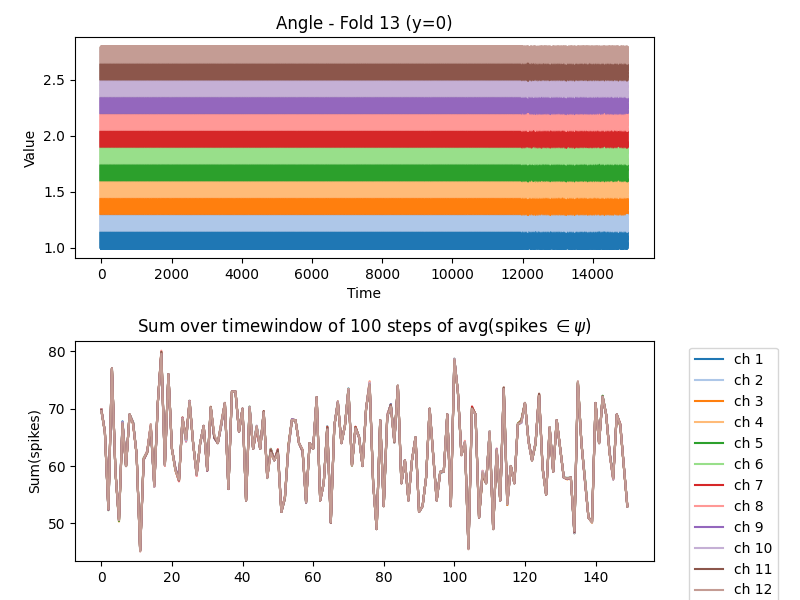 Angle - Fold 13 (y=0)
Value
2.5
2.0
1.5
1.0
0 2000 4000 6000 8000 10000 12000 14000
Time
Sum over timewindow of 100 steps of avg(spikes ∈ ψ)
Sum(spikes)
80
70
60
50
0 20 40 60 80 100 120 140
ch 1
ch 2
ch 3
ch 4
ch 5
ch 6
ch 7
ch 8
ch 9
ch 10
ch 11
ch 12